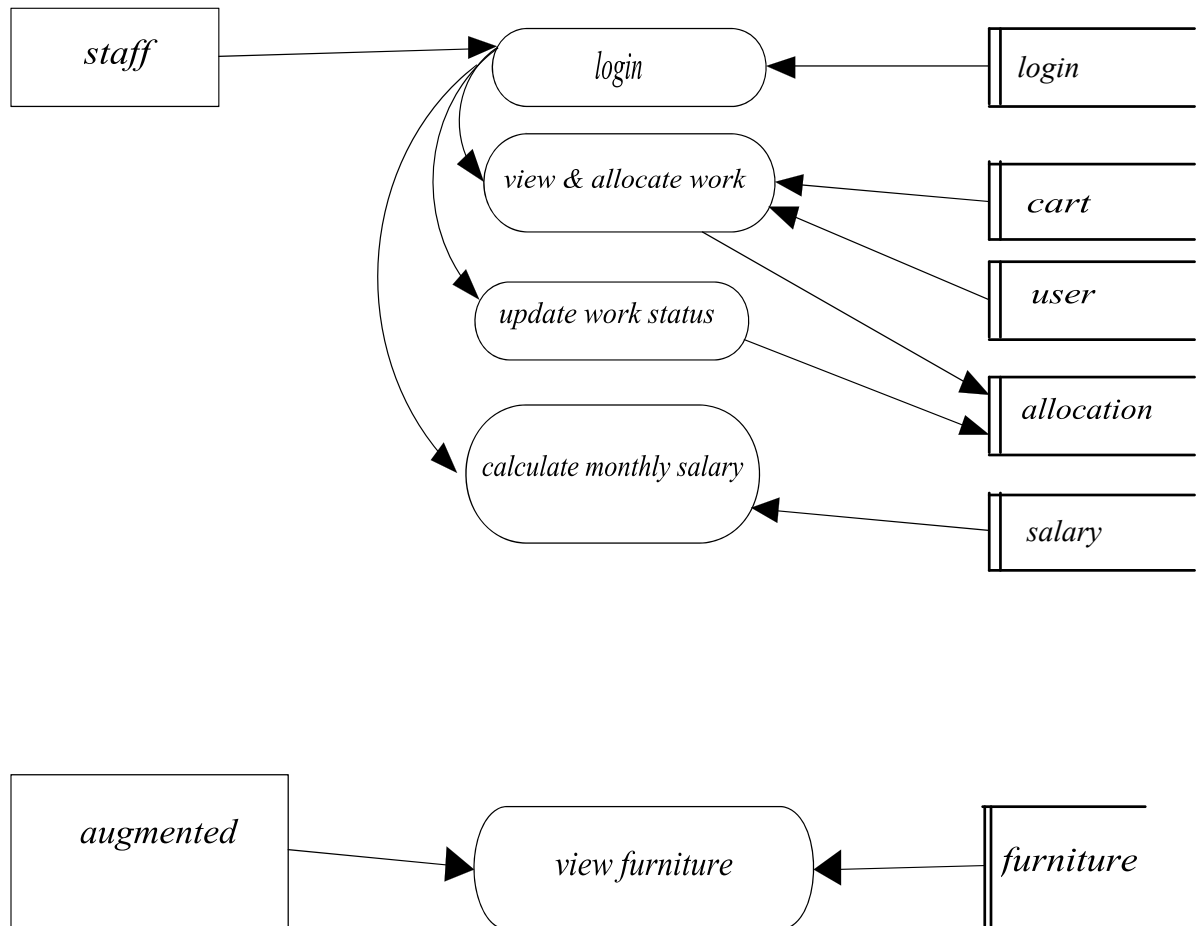 staff
login
login
view & allocate work
cart
user
update work status
allocation
calculate monthly salary
salary
augmented
view furniture
furniture